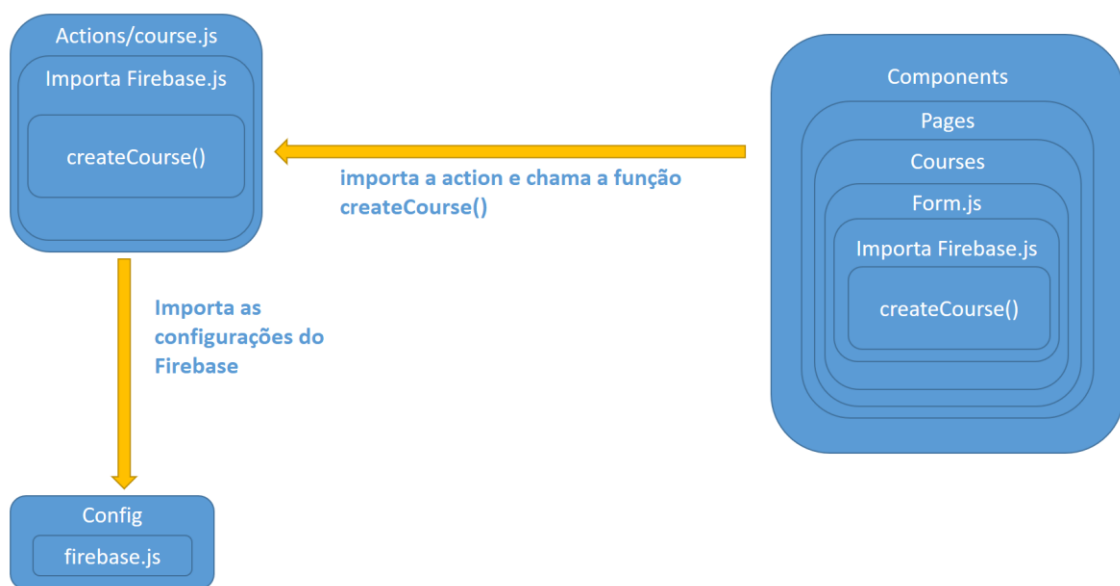 Actions/course.js
Importa Firebase.js
createCourse()
importa a action e chama a função
createCourse()
Components
Pages
Courses
Form.js
Importa Firebase.js
createCourse()
Importa as
configurações do
Firebase
Config
firebase.js